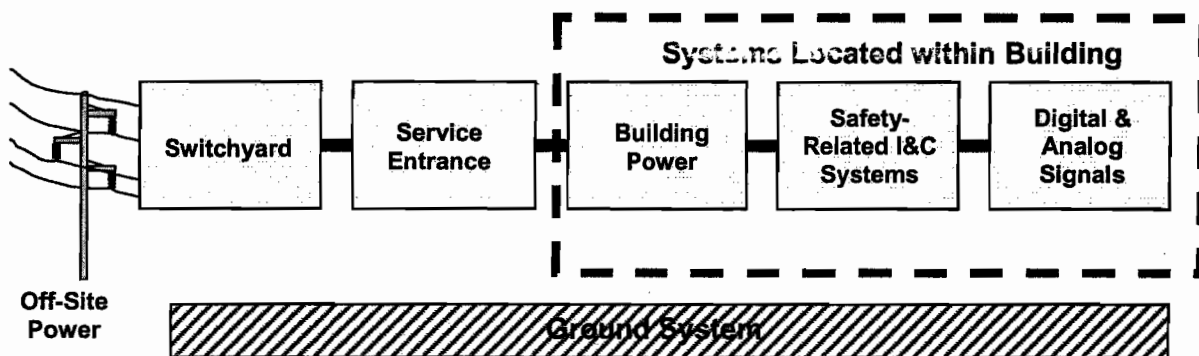 Systems Located within Building
Switchyard
Service
Entrance
Building
Power
Safety-
Related I&C
Systems
Digital &
Analog
Signals
Off-Site
Power
Ground System